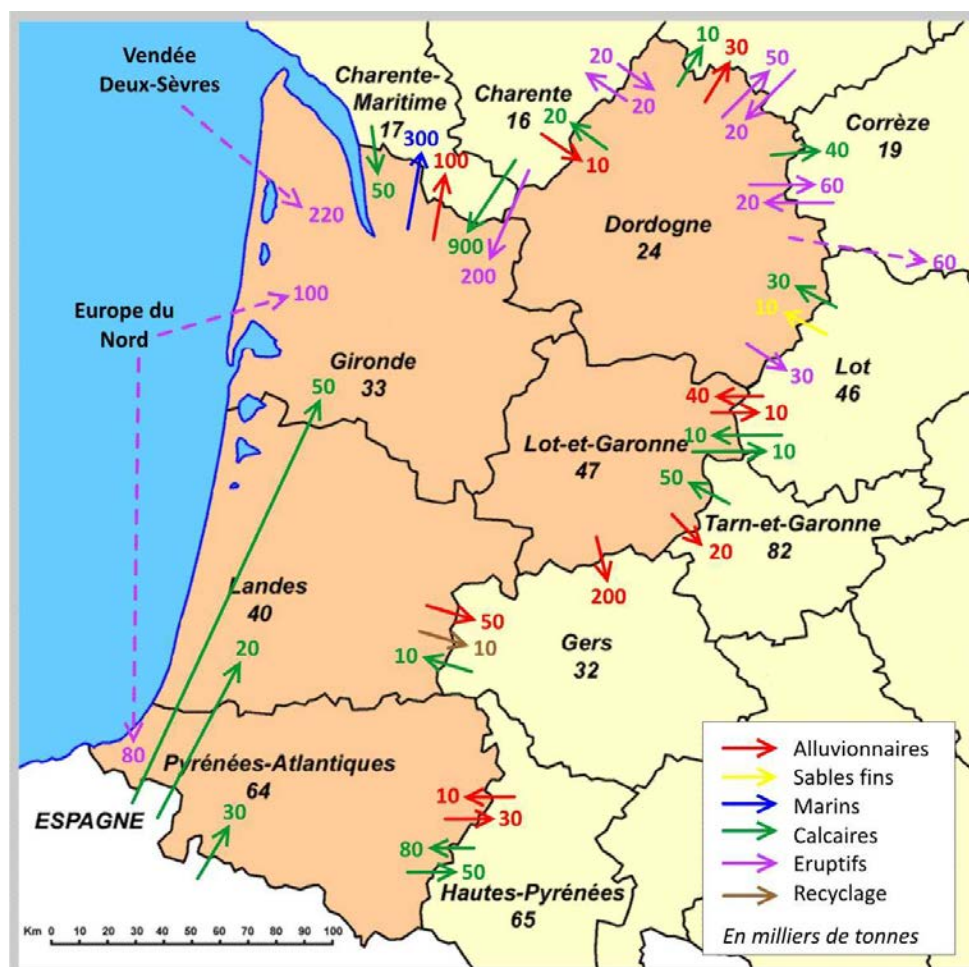 Vendée
Deux-Sèvres
Charente-
Maritime
17
Charente
16
20
20
10
30
50
20
Corrèze
19
300
100
50
20
10
40
60
20
900
200
220
Dordogne
24
60
100
Europe du
Nord
30
10
Gironde
33
30
Lot
46
50
40
10
10
10
Lot-et-Garonne
47
50
Tarn-et-Garonne
82
20
200
Landes
40
50
10
20
10
Gers
32
80
Pyrénées-Atlantiques
64
ESPAGNE
30
10
30
80
50
Hautes-Pyrénées
65
Alluvionnaires
Sables fins
Marins
Calcaires
Eruptifs
Recyclage
En milliers de tonnes
Km 0 10 20 30 40 50 60 70 80 90 100